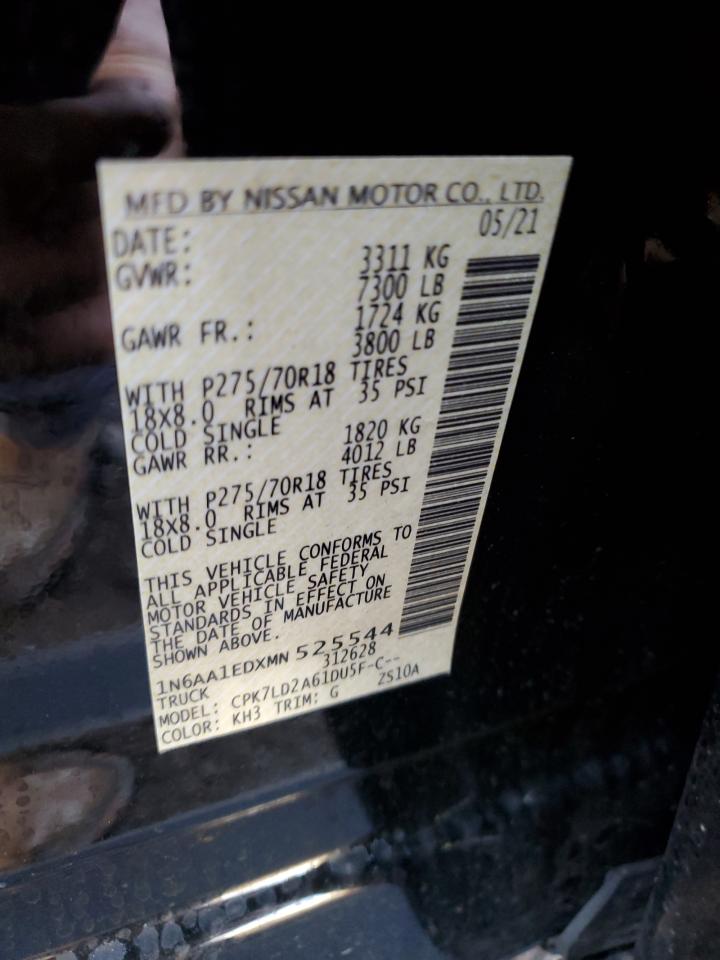 MFD BY NISSAN MOTOR CO., LTD.
DATE: 05/21
GVWR: 3311 KG
7300 LB
GAWR FR.: 1724 KG
3800 LB
WITH P275/70R18 TIRES
18X8.0 RIMS AT 35 PSI
COLD SINGLE
GAWR RR.: 1820 KG
4012 LB
WITH P275/70R18 TIRES
18X8.0 RIMS AT 35 PSI
COLD SINGLE
THIS VEHICLE CONFORMS TO
ALL APPLICABLE FEDERAL
MOTOR VEHICLE SAFETY
STANDARDS IN EFFECT ON
THE DATE OF MANUFACTURE
SHOWN ABOVE.
1N6AA1EDXMN 525544
TRUCK 312628
MODEL: CPK7LD2A61DU5F-C--
COLOR: KH3 TRIM: G ZS10A